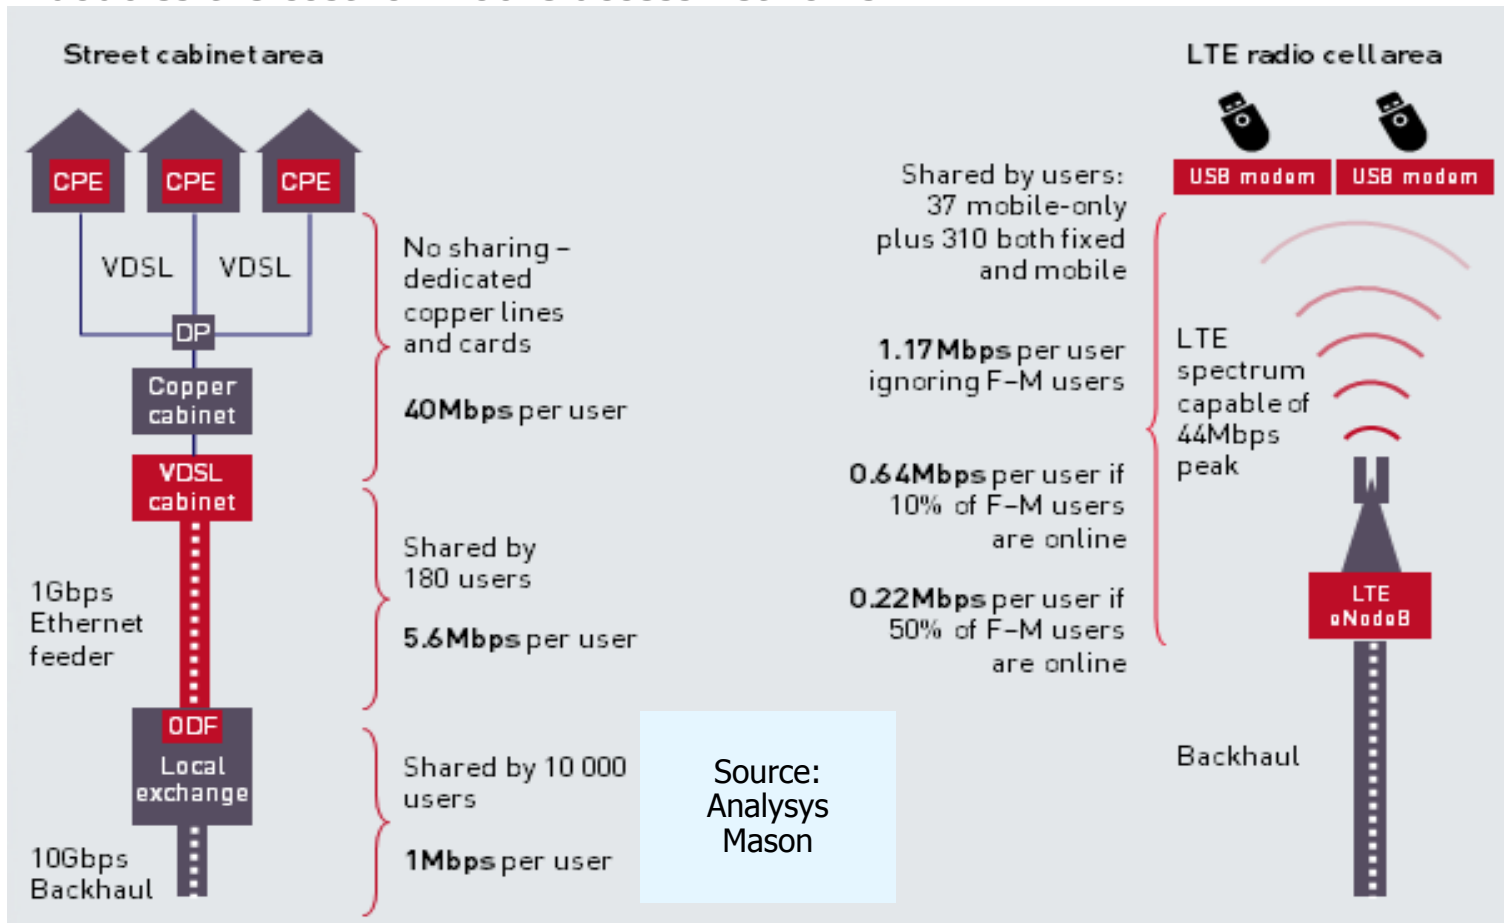 Street cabinet area
CPE
CPE
CPE
VDSL
VDSL
DP
Copper
cabinet
VDSL
cabinet
1Gbps
Ethernet
feeder
ODF
Local
exchange
10Gbps
Backhaul
No sharing –
dedicated
copper lines
and cards
40Mbps per user
Shared by
180 users
5.6Mbps per user
Shared by 10 000
users
1Mbps per user
Source:
Analysys
Mason
LTE radio cell area
USB modem
USB modem
Shared by users:
37 mobile-only
plus 310 both fixed
and mobile
1.17Mbps per user
ignoring F–M users
0.64Mbps per user if
10% of F–M users
are online
0.22Mbps per user if
50% of F–M users
are online
LTE
spectrum
capable of
44Mbps
peak
LTE
eNodeB
Backhaul